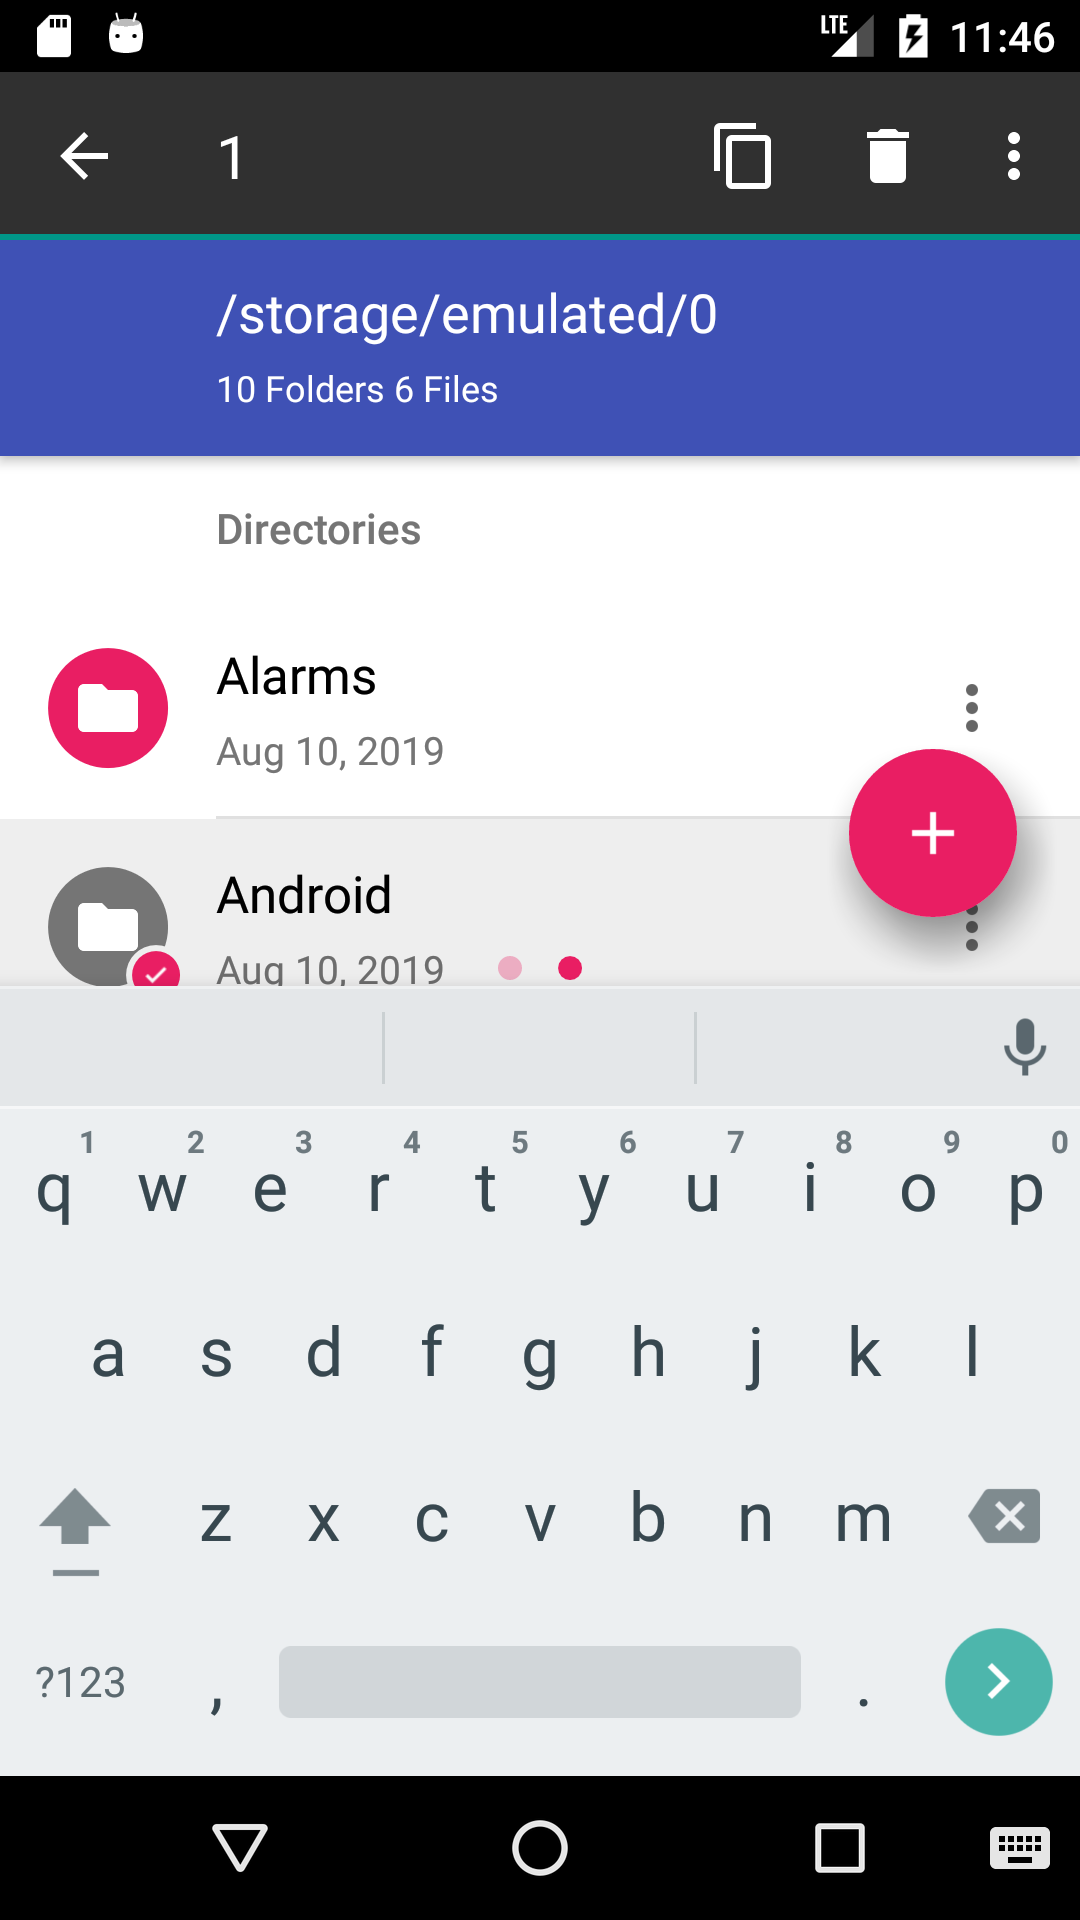 LTE 11:46
1
/storage/emulated/0
10 Folders 6 Files
Directories
Alarms
Aug 10, 2019
Android
Aug 10, 2019
1 2 3 4 5 6 7 8 9 0
q w e r t y u i o p
a s d f g h j k l
z x c v b n m
?123 , .